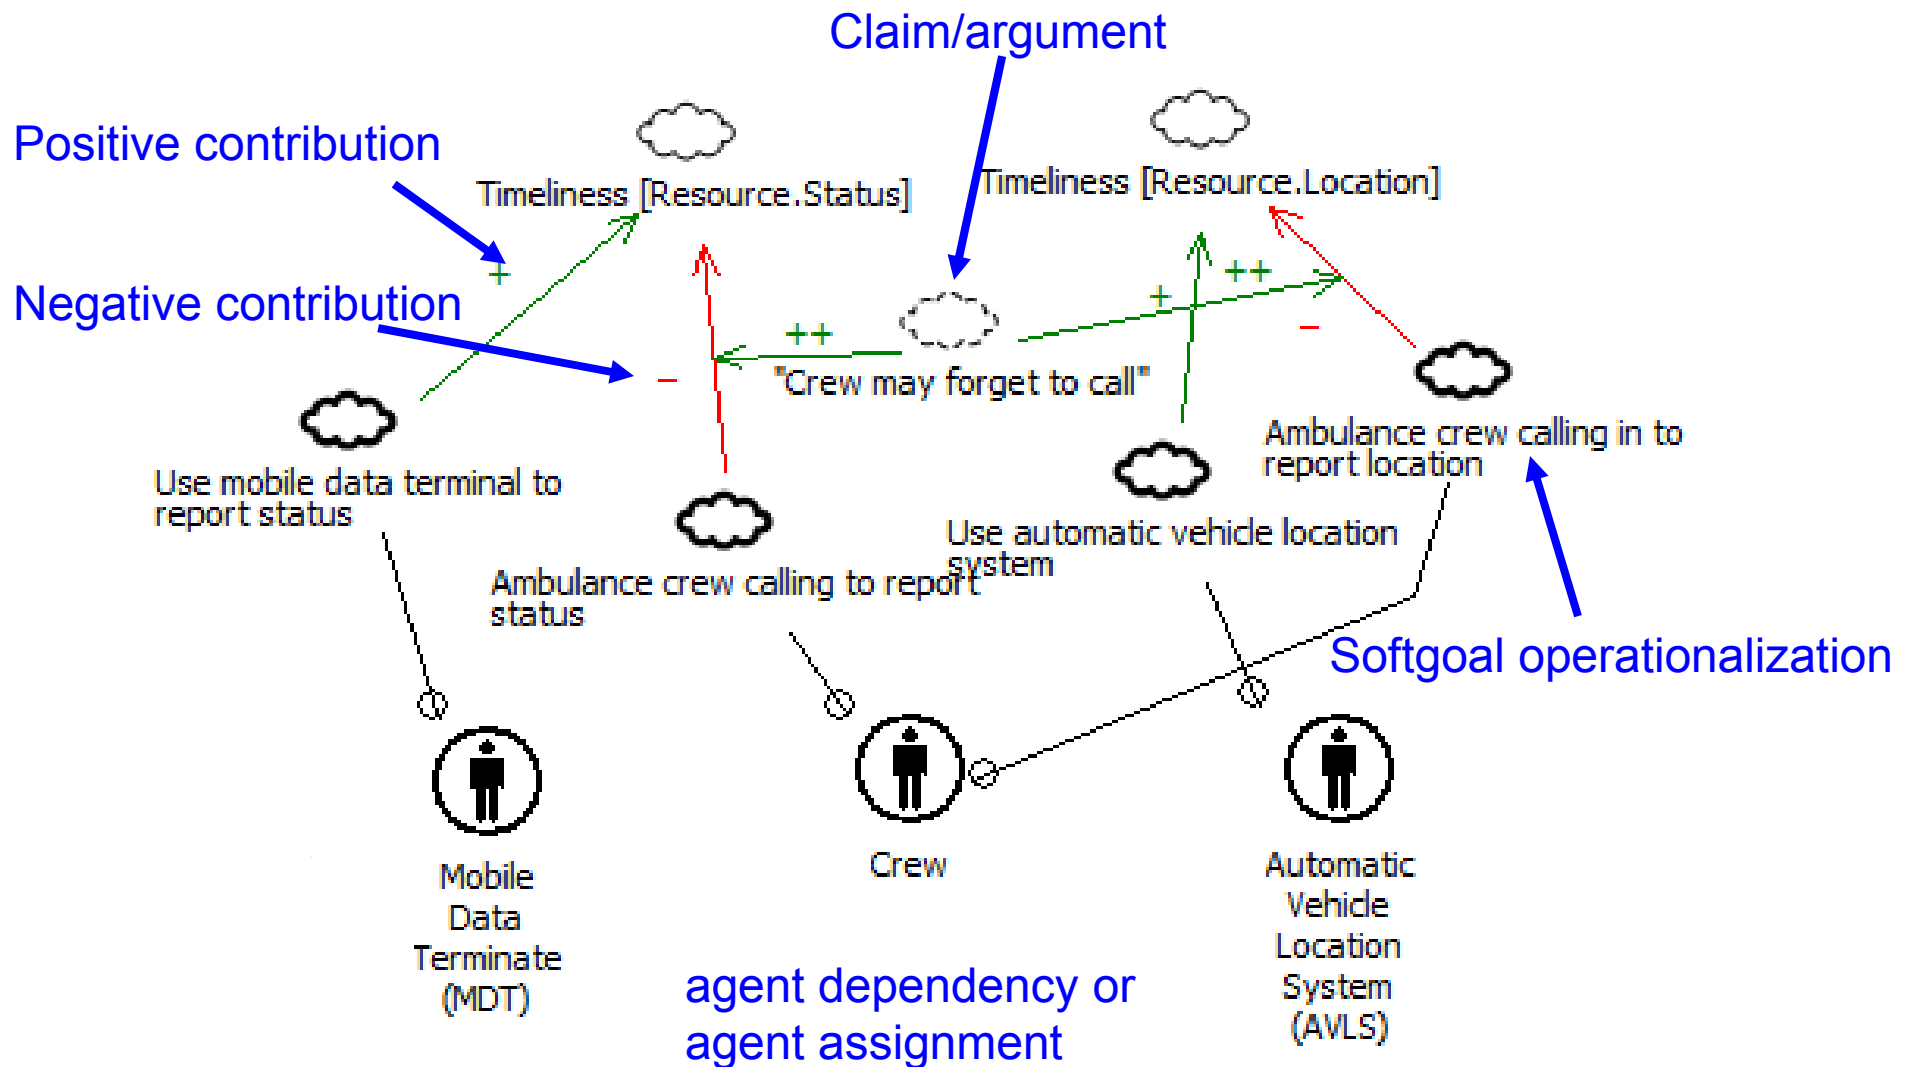 Claim/argument
Positive contribution
Timeliness [Resource.Status]
Timeliness [Resource.Location]
+
Negative contribution
++
+
++
−
−
"Crew may forget to call"
Use mobile data terminal to
report status
Ambulance crew calling to report
status
Use automatic vehicle location
system
Ambulance crew calling in to
report location
Softgoal operationalization
Mobile
Data
Terminate
(MDT)
Crew
Automatic
Vehicle
Location
System
(AVLS)
agent dependency or
agent assignment